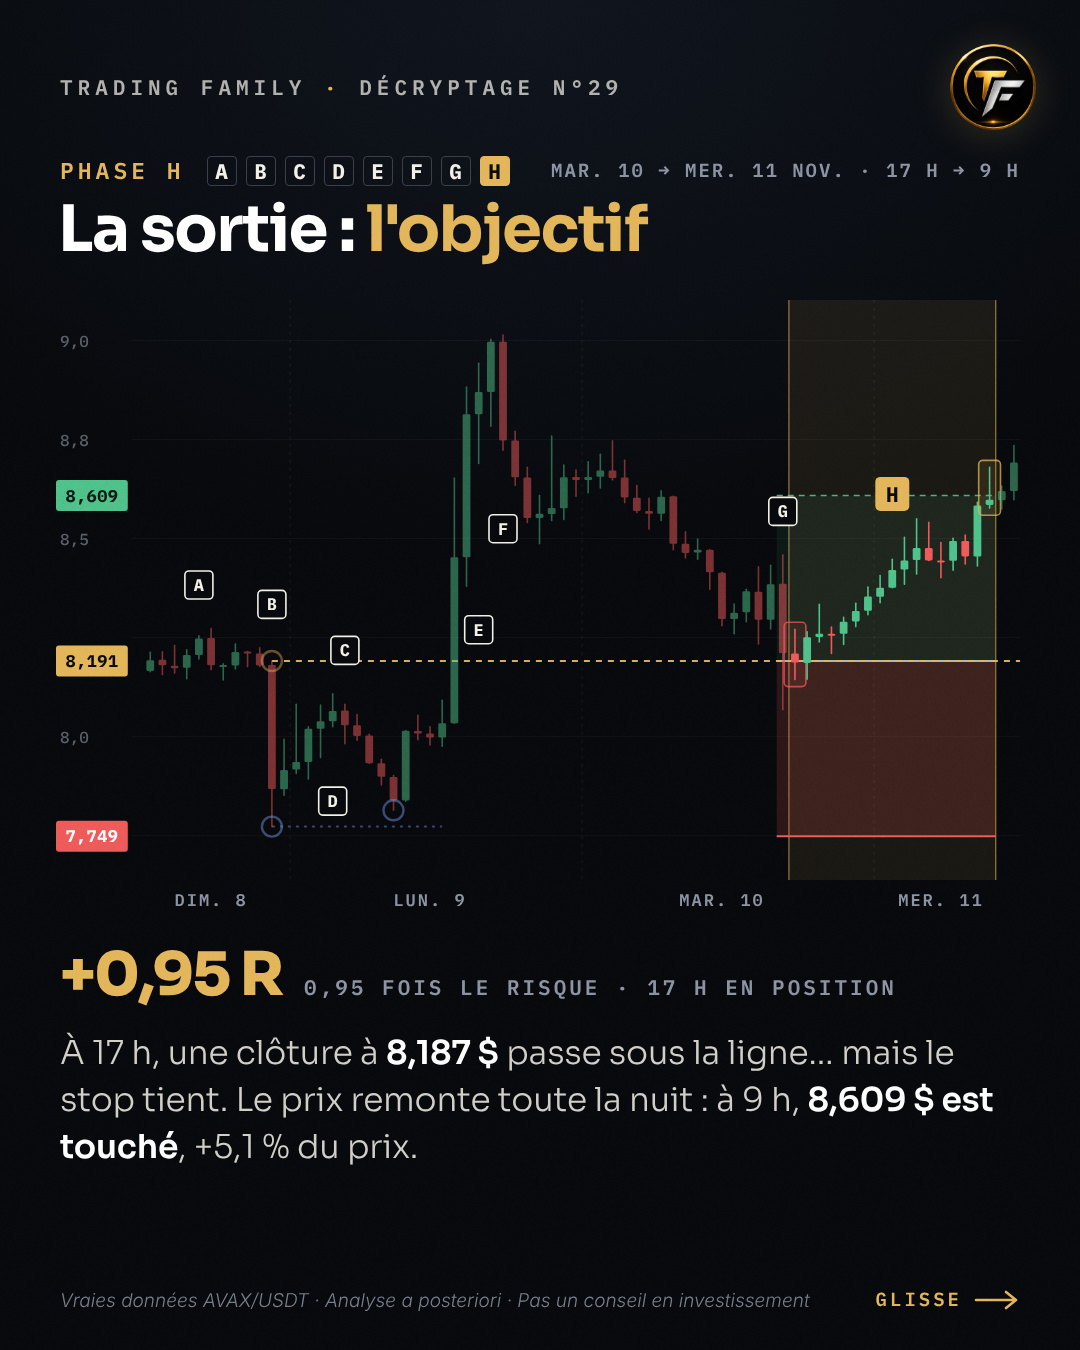 TRADING FAMILY · DÉCRYPTAGE N°29
TF
PHASE H A B C D E F G H MAR. 10 → MER. 11 NOV. · 17 H → 9 H
La sortie : l'objectif
9,0
8,8
8,609
8,5
8,191
8,0
7,749
A
B
C
D
E
F
G
H
DIM. 8 LUN. 9 MAR. 10 MER. 11
+0,95 R 0,95 FOIS LE RISQUE · 17 H EN POSITION
À 17 h, une clôture à 8,187 $ passe sous la ligne... mais le
stop tient. Le prix remonte toute la nuit : à 9 h, 8,609 $ est
touché, +5,1 % du prix.
Vraies données AVAX/USDT · Analyse a posteriori · Pas un conseil en investissement
GLISSE →